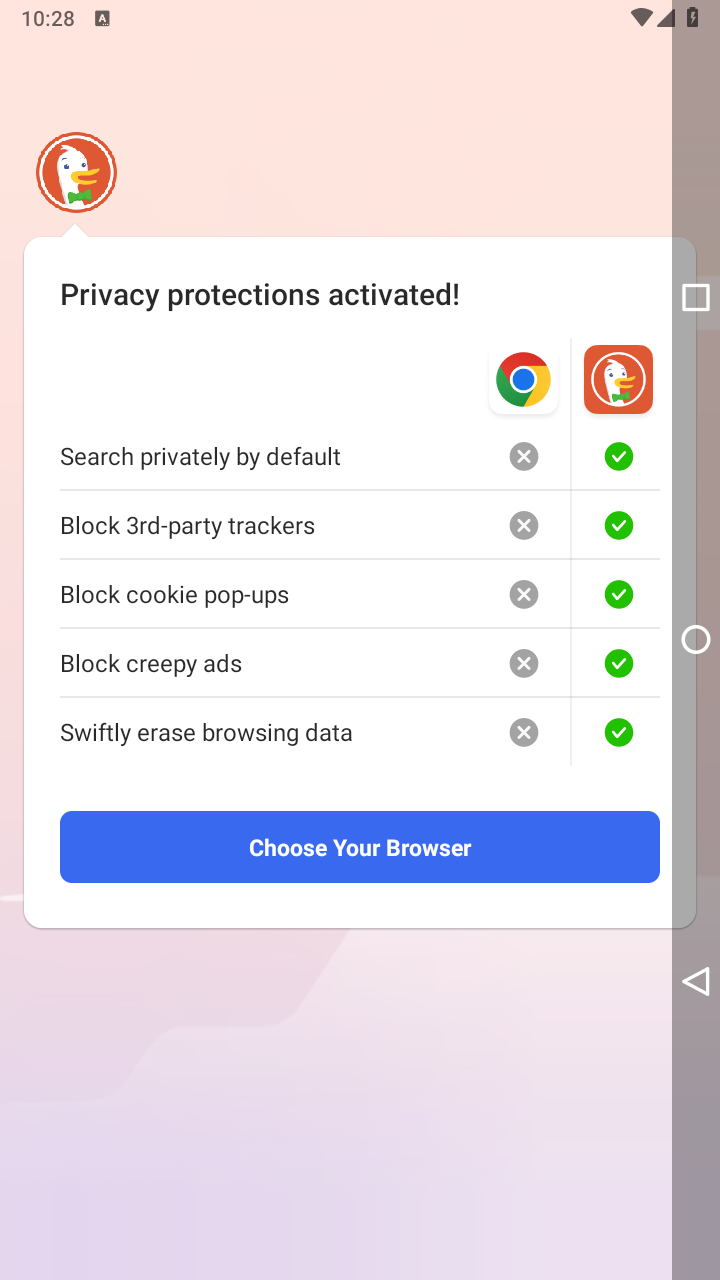 10:28
A
Privacy protections activated!
Search privately by default
Block 3rd-party trackers
Block cookie pop-ups
Block creepy ads
Swiftly erase browsing data
Choose Your Browser